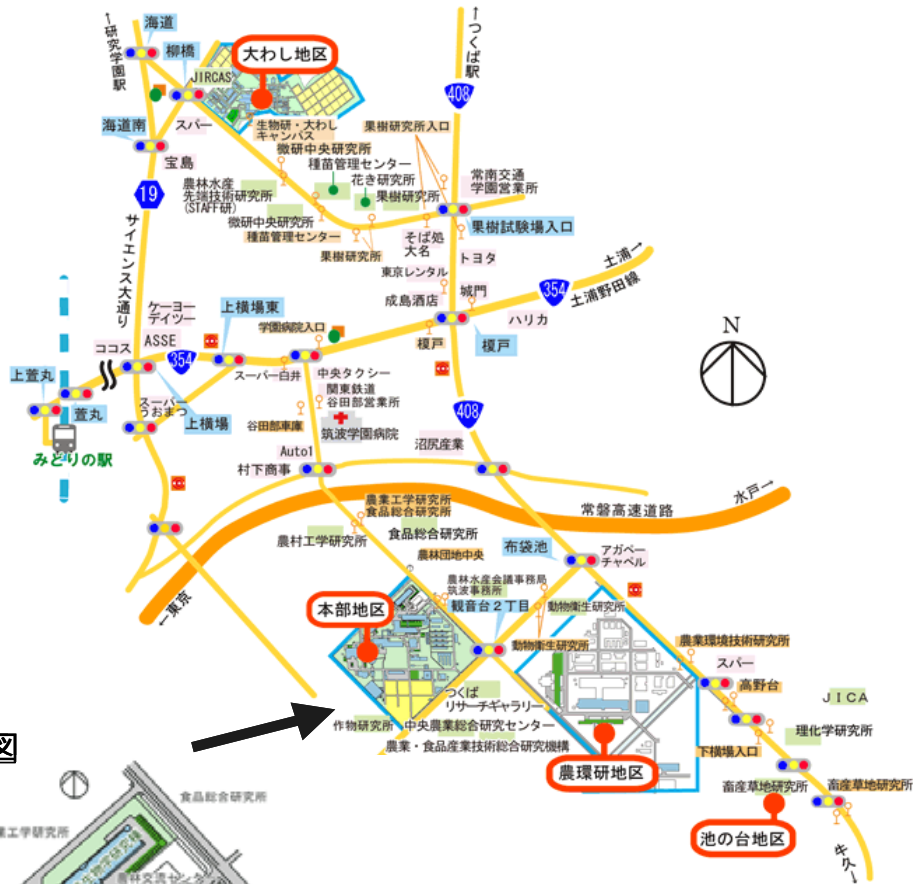 ←研究学園駅
海道
柳橋
JIRCAS
大わし地区
←つくば駅
408
海道南
スパー
宝島
生物研・大わし
キャンパス
果樹研究所入口
微研中央研究所
種苗管理センター
花き研究所
果樹研究所
常南交通
学園営業所
19
農林水産
先端技術研究所
(STAFF研)
微研中央研究所
種苗管理センター
果樹研究所
そば処
大名
果樹試験場入口
サイエンス大通り
トヨタ
東京レンタル
城門
成島酒店
354
土浦→
土浦野田線
ハリカ
榎戸
榎戸
N
ケーヨー
デイツー
上横場東
学園病院入口
ココス
ASSE
354
スーパー白井
中央タクシー
関東鉄道
谷田部営業所
上萱丸
萱丸
スーパー
うおまつ
上横場
谷田部車庫
筑波学園病院
408
みどりの駅
Auto1
村下商事
沼尻産業
農業工学研究所
食品総合研究所
常磐高速道路
水戸→
農村工学研究所
食品総合研究所
農林団地中央
布袋池
アガペー
チャペル
←東京
本部地区
農林水産会議事務局
筑波事務所
観音台2丁目
動物衛生研究所
動物衛生研究所
農業環境技術研究所
スパー
高野台
JICA
つくば
リサーチギャラリー
作物研究所
中央農業総合研究センター
農業・食品産業技術総合研究機構
理化学研究所
下横場入口
農環研地区
畜産草地研究所
畜産草地研究所
池の台地区
牛久→
図
食品総合研究所
業工学研究所
生物学研究棟
農林交流センター